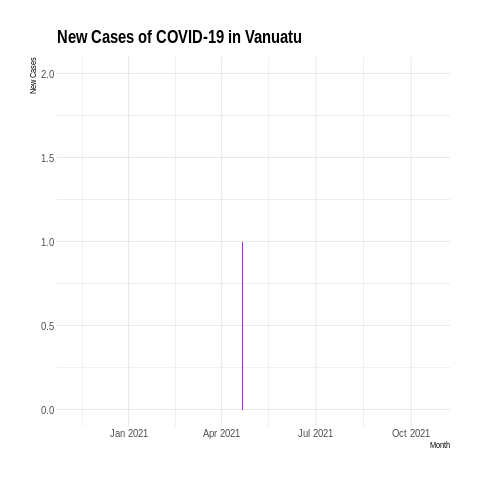 New Cases of COVID-19 in Vanuatu
New Cases
2.0
1.5
1.0
0.5
0.0
Jan 2021 Apr 2021 Jul 2021 Oct 2021
Month